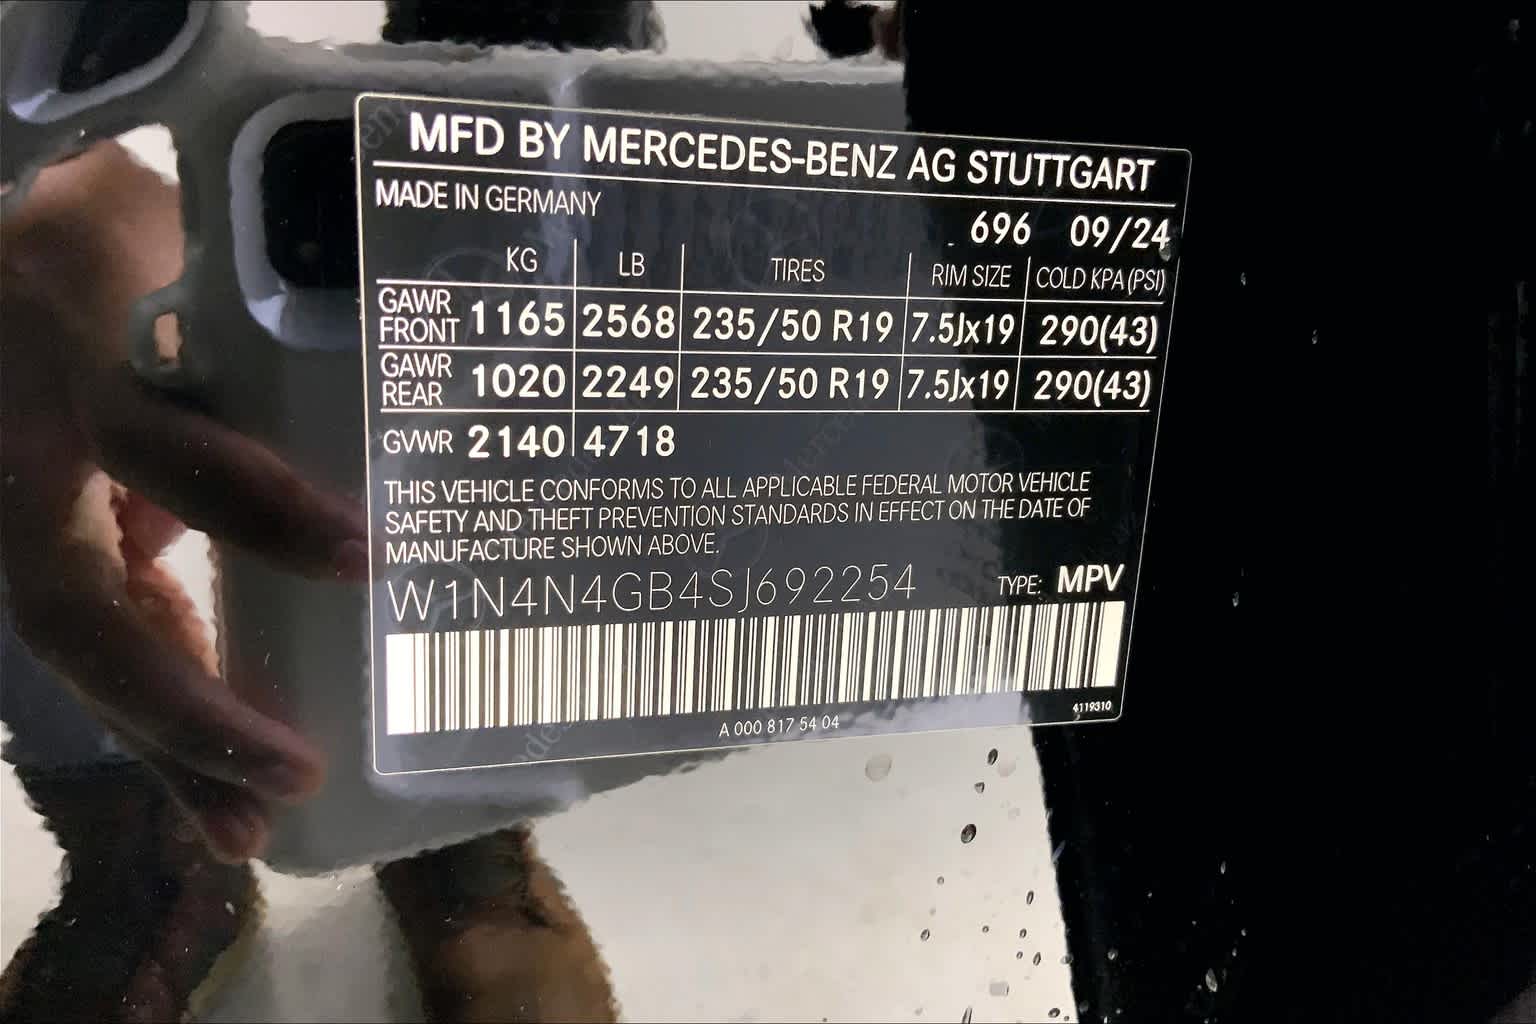 MFD BY MERCEDES-BENZ AG STUTTGART
MADE IN GERMANY
696 09/24
KG LB TIRES RIM SIZE COLD KPA(PSI)
GAWR FRONT 1165 2568 235/50 R19 7.5Jx19 290(43)
GAWR REAR 1020 2249 235/50 R19 7.5Jx19 290(43)
GVWR 2140 4718
THIS VEHICLE CONFORMS TO ALL APPLICABLE FEDERAL MOTOR VEHICLE
SAFETY AND THEFT PREVENTION STANDARDS IN EFFECT ON THE DATE OF
MANUFACTURE SHOWN ABOVE.
W1N4N4GB4SJ692254 TYPE: MPV
4119310
A 000 817 54 04